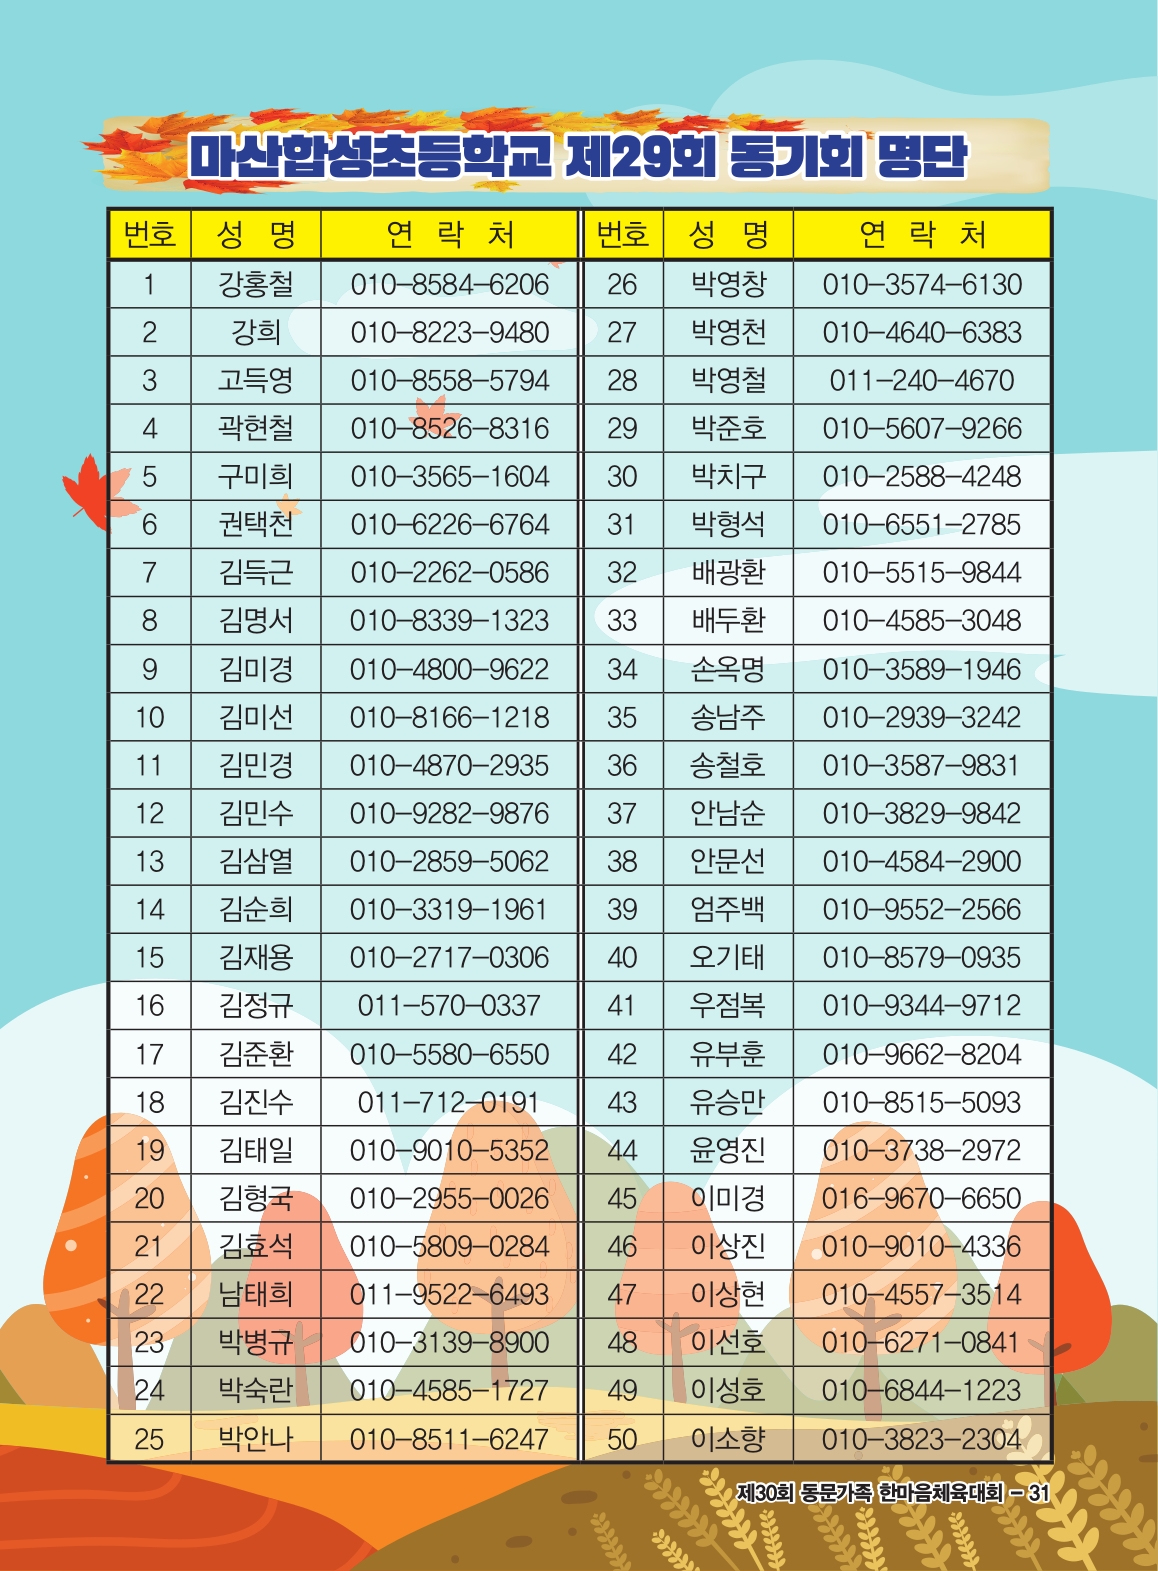 마산합성초등학교 제29회 동기회 명단
번호 성 명 연 락 처 번호 성 명 연 락 처
1 강홍철 010-8584-6206 26 박영창 010-3574-6130
2 강희 010-8223-9480 27 박영천 010-4640-6383
3 고득영 010-8558-5794 28 박영철 011-240-4670
4 곽현철 010-8526-8316 29 박준호 010-5607-9266
5 구미희 010-3565-1604 30 박치구 010-2588-4248
6 권택천 010-6226-6764 31 박형석 010-6551-2785
7 김득근 010-2262-0586 32 배광환 010-5515-9844
8 김명서 010-8339-1323 33 배두환 010-4585-3048
9 김미경 010-4800-9622 34 손옥명 010-3589-1946
10 김미선 010-8166-1218 35 송남주 010-2939-3242
11 김민경 010-4870-2935 36 송철호 010-3587-9831
12 김민수 010-9282-9876 37 안남순 010-3829-9842
13 김삼열 010-2859-5062 38 안문선 010-4584-2900
14 김순희 010-3319-1961 39 엄주백 010-9552-2566
15 김재용 010-2717-0306 40 오기태 010-8579-0935
16 김정규 011-570-0337 41 우점복 010-9344-9712
17 김준환 010-5580-6550 42 유부훈 010-9662-8204
18 김진수 011-712-0191 43 유승만 010-8515-5093
19 김태일 010-9010-5352 44 윤영진 010-3738-2972
20 김형국 010-2955-0026 45 이미경 016-9670-6650
21 김효석 010-5809-0284 46 이상진 010-9010-4336
22 남태희 011-9522-6493 47 이상현 010-4557-3514
23 박병규 010-3139-8900 48 이선호 010-6271-0841
24 박숙란 010-4585-1727 49 이성호 010-6844-1223
25 박안나 010-8511-6247 50 이소향 010-3823-2304
제30회 동문가족 한마음체육대회 - 31